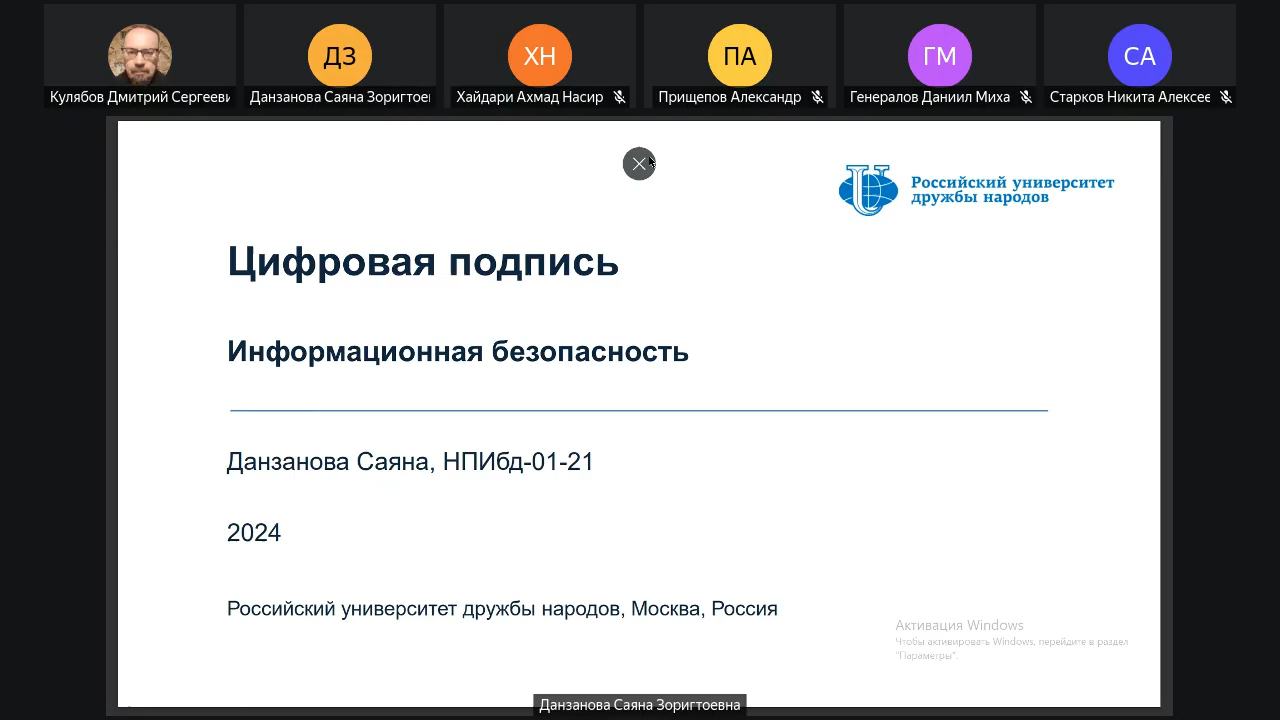 ДЗ
ХН
ПА
ГМ
СА
Кулябов Дмитрий Сергееви
Данзанова Саяна Зоригтоеı
Хайдари Ахмад Насир
Прищепов Александр
Генералов Даниил Миха
Старков Никита Алексее
Российский университет
дружбы народов
Цифровая подпись
Информационная безопасность
Данзанова Саяна, НПИбд-01-21
2024
Российский университет дружбы народов, Москва, Россия
Активация Windows
Чтобы активировать Windows, перейдите в раздел
"Параметры".
Данзанова Саяна Зоригтоевна